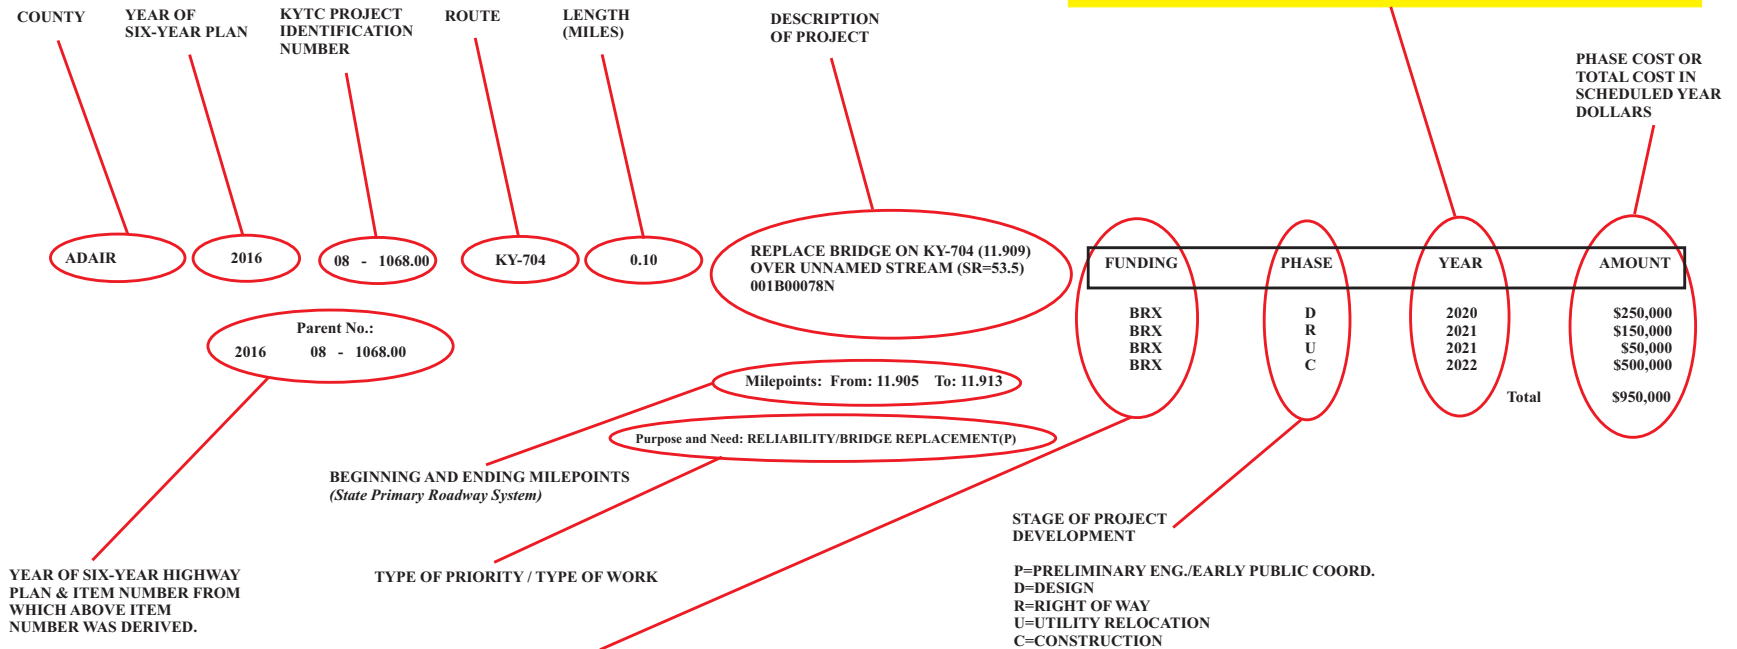 COUNTY
YEAR OF
SIX-YEAR PLAN
KYTC PROJECT
IDENTIFICATION
NUMBER
ROUTE
LENGTH
(MILES)
DESCRIPTION
OF PROJECT
PHASE COST OR
TOTAL COST IN
SCHEDULED YEAR
DOLLARS
ADAIR
2016
08 - 1068.00
KY-704
0.10
REPLACE BRIDGE ON KY-704 (11.909)
OVER UNNAMED STREAM (SR=53.5)
001B00078N
FUNDING PHASE YEAR AMOUNT
BRX D 2020 $250,000
BRX R 2021 $150,000
BRX U 2021 $50,000
BRX C 2022 $500,000
Total $950,000
Parent No.:
2016 08 - 1068.00
Milepoints: From: 11.905 To: 11.913
Purpose and Need: RELIABILITY/BRIDGE REPLACEMENT(P)
BEGINNING AND ENDING MILEPOINTS
(State Primary Roadway System)
STAGE OF PROJECT
DEVELOPMENT
YEAR OF SIX-YEAR HIGHWAY
PLAN & ITEM NUMBER FROM
WHICH ABOVE ITEM
NUMBER WAS DERIVED.
TYPE OF PRIORITY / TYPE OF WORK
P=PRELIMINARY ENG./EARLY PUBLIC COORD.
D=DESIGN
R=RIGHT OF WAY
U=UTILITY RELOCATION
C=CONSTRUCTION